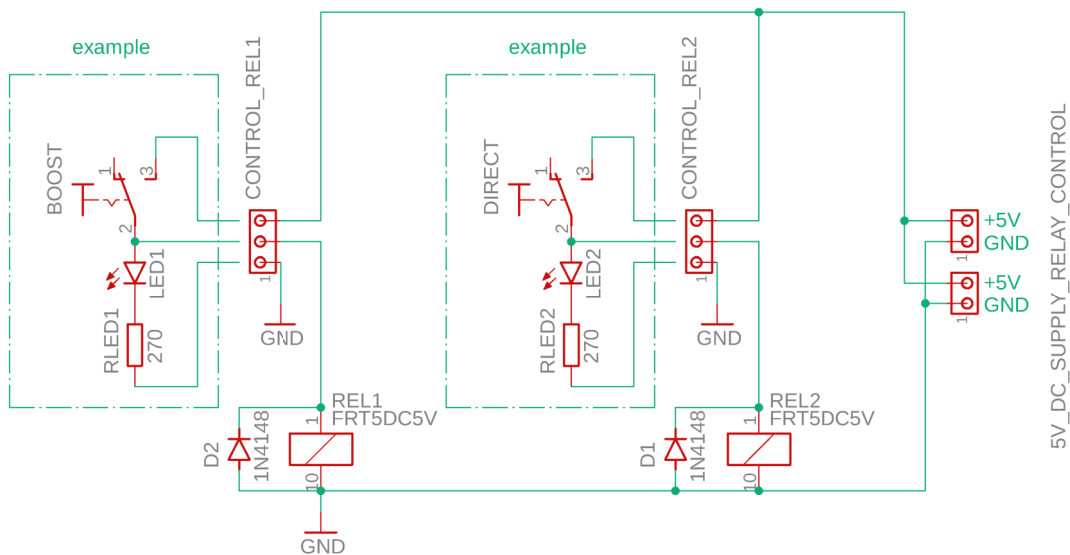 example
BOOST
1
3
2
LED1
RLED1
270
CONTROL_REL1
1
GND
D2
1N4148
REL1
FRT5DC5V
1
10
GND
example
DIRECT
1
3
2
LED2
RLED2
270
CONTROL_REL2
1
GND
D1
1N4148
REL2
FRT5DC5V
1
10
+5V
GND
1
+5V
GND
1
5V_DC_SUPPLY_RELAY_CONTROL